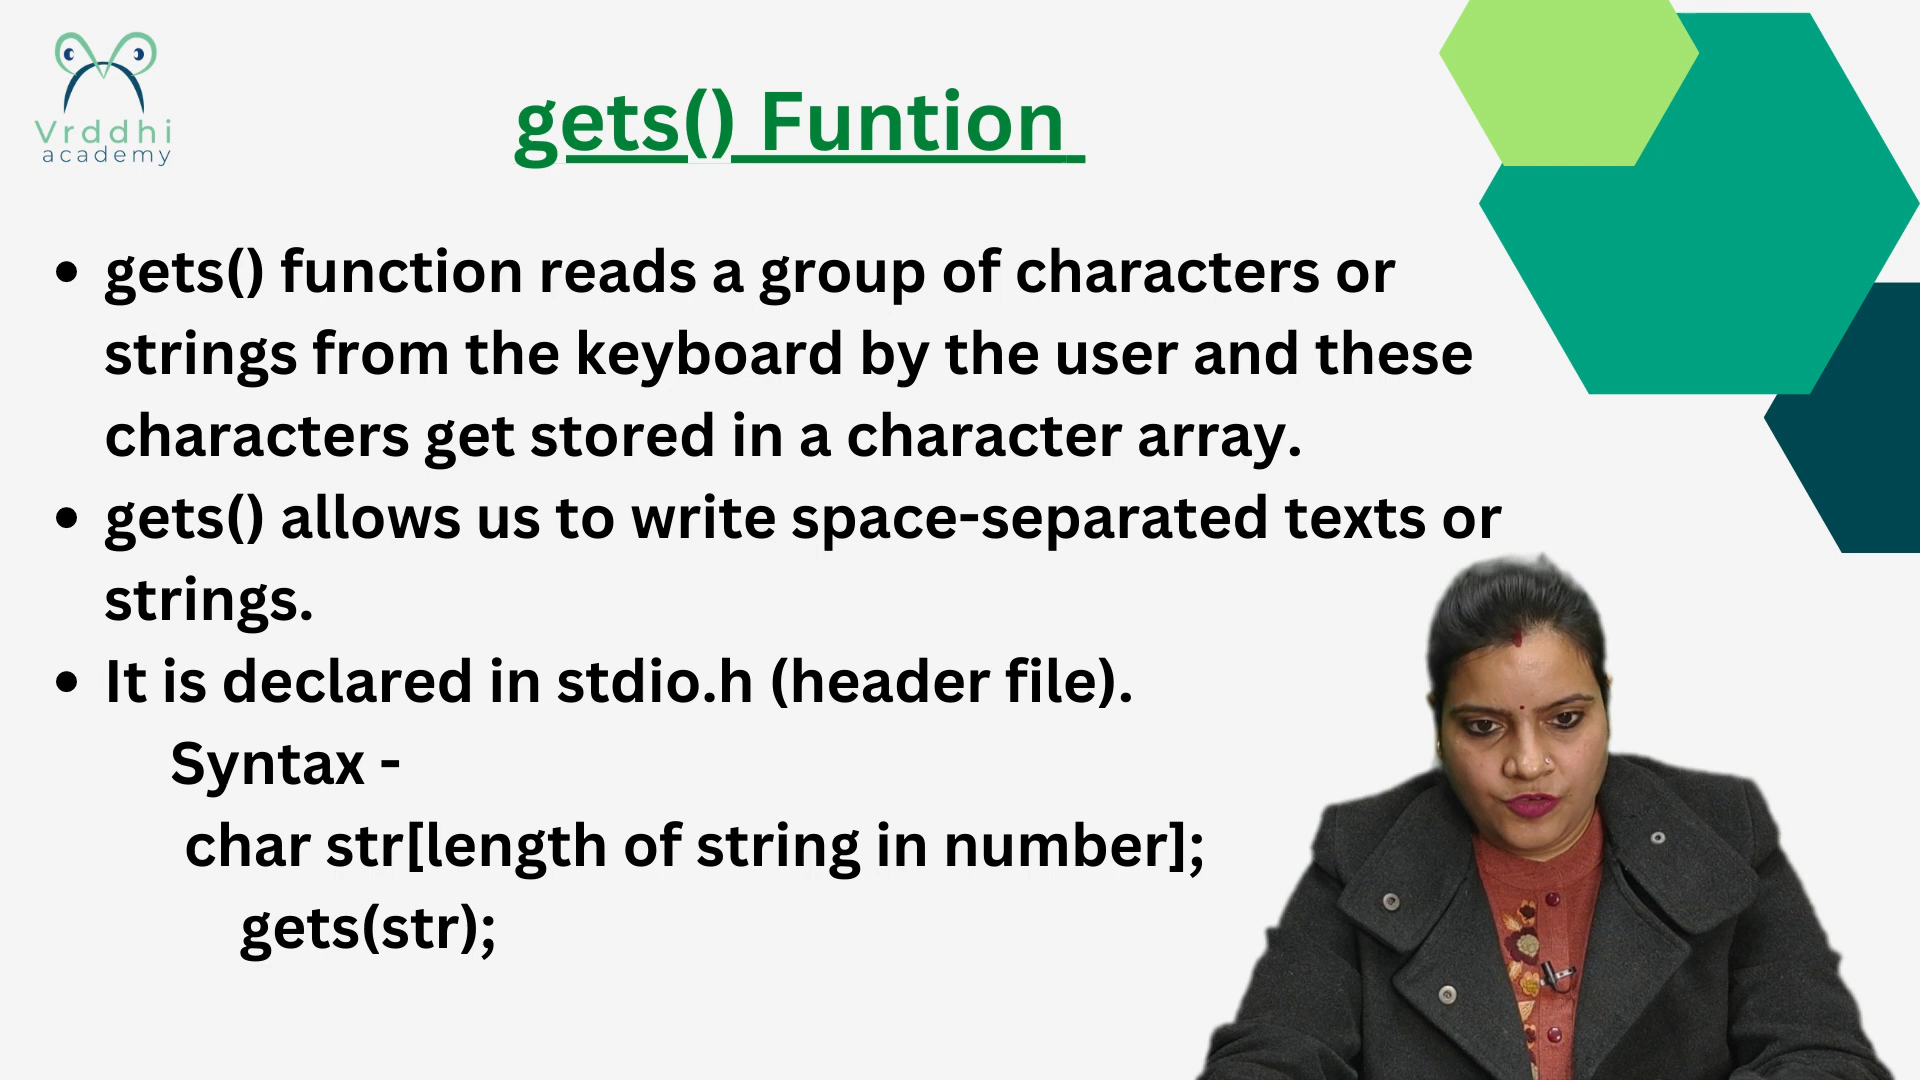 Vrddhi
academy
gets() Funtion
• gets() function reads a group of characters or
strings from the keyboard by the user and these
characters get stored in a character array.
• gets() allows us to write space-separated texts or
strings.
• It is declared in stdio.h (header file).
Syntax -
char str[length of string in number];
gets(str);